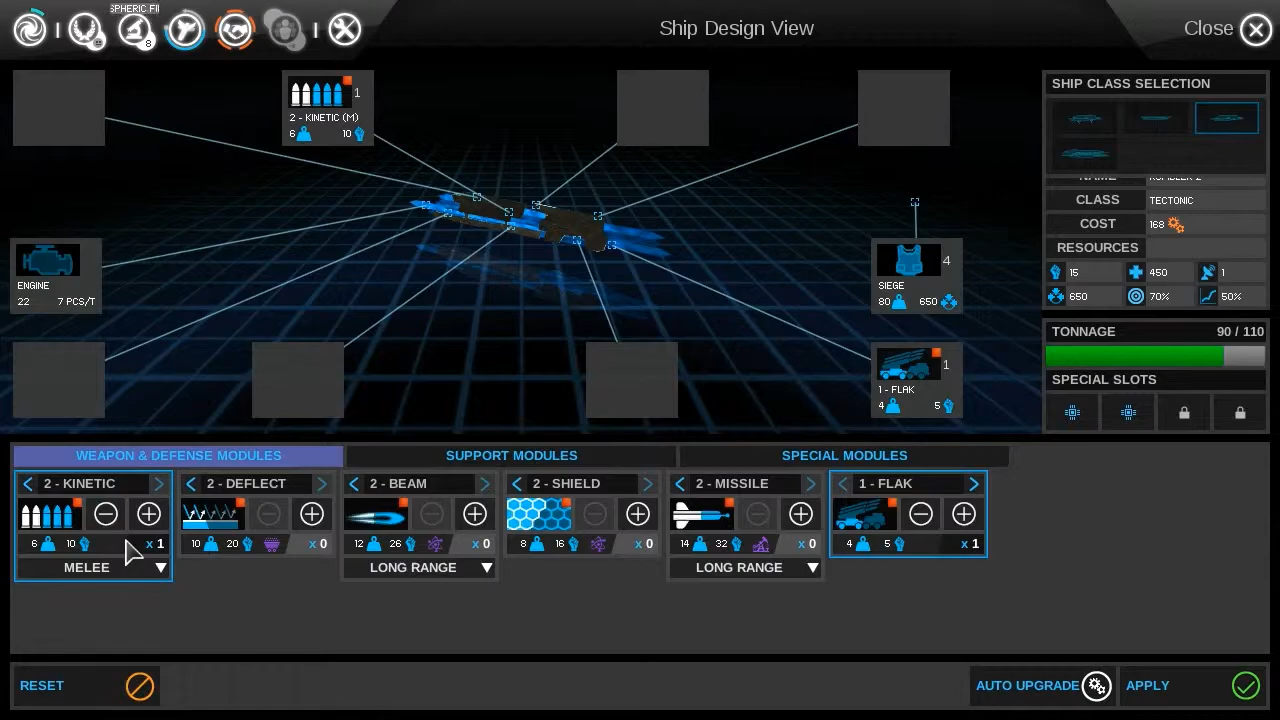 SPHERIC FI
Ship Design View
Close
8
1
2 - KINETIC (M)
6 10
SHIP CLASS SELECTION
CLASS TECTONIC
COST 168
RESOURCES
15 450 1
650 70% 50%
ENGINE
22 7 PCS/T
4
SIEGE
80 650
TONNAGE 90 / 110
SPECIAL SLOTS
1
1 - FLAK
4 5
WEAPON & DEFENSE MODULES SUPPORT MODULES SPECIAL MODULES
2 - KINETIC 2 - DEFLECT 2 - BEAM 2 - SHIELD 2 - MISSILE 1 - FLAK
6 10 x 1 10 20 x 0 12 26 x 0 8 16 x 0 14 32 x 0 4 5 x 1
MELEE LONG RANGE LONG RANGE
RESET AUTO UPGRADE APPLY